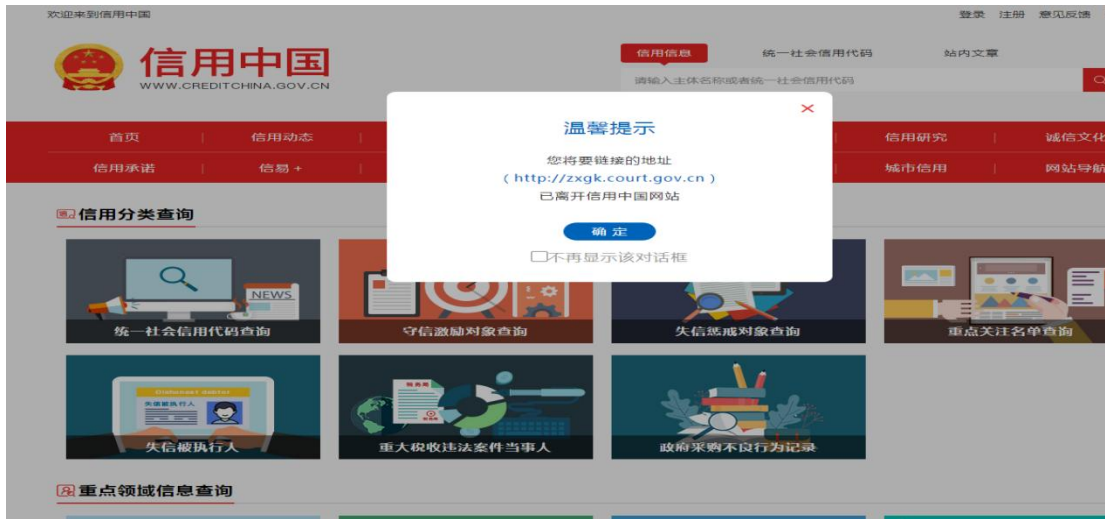 欢迎来到信用中国
登录 注册 意见反馈
信用中国
WWW.CREDITCHINA.GOV.CN
信用信息 统一社会信用代码 站内文章
请输入主体名称或者统一社会信用代码
×
温馨提示
您将要链接的地址
(http://zxgk.court.gov.cn)
已离开信用中国网站
确定
不再显示该对话框
首页 信用动态 信用研究 诚信文化
信用承诺 信易+ 城市信用 网站导航
信用分类查询
NEWS
统一社会信用代码查询 守信激励对象查询 失信惩戒对象查询 重点关注名单查询
Dishonest debtor
失信被执行人
失信被执行人 重大税收违法案件当事人 政府采购不良行为记录
重点领域信息查询